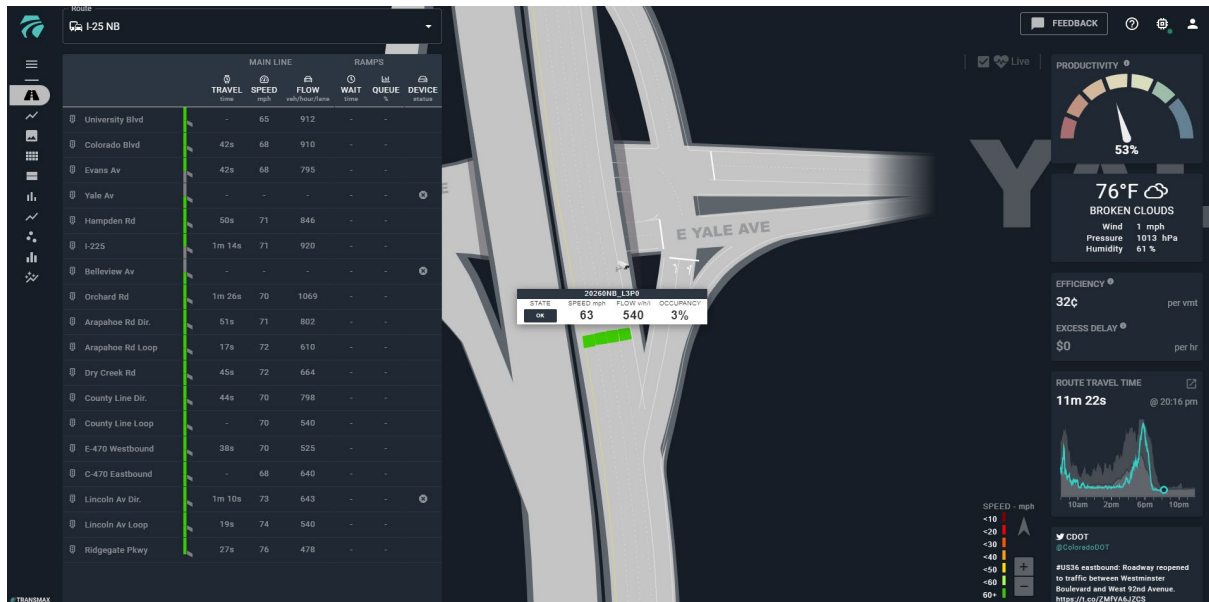 Route
I-25 NB
MAIN LINE RAMPS
TRAVEL SPEED FLOW WAIT QUEUE DEVICE
time mph veh/hour/lane time % status
University Blvd - 65 912 - -
Colorado Blvd 42s 68 910 - -
Evans Av 42s 68 795 - -
Yale Av - - - - -
Hampden Rd 50s 71 846 - -
I-225 1m 14s 71 920 - -
Belleview Av - - - - -
Orchard Rd 1m 26s 70 1069 - -
Arapahoe Rd Dir. 51s 71 802 - -
Arapahoe Rd Loop 17s 72 610 - -
Dry Creek Rd 45s 72 664 - -
County Line Dir. 44s 70 798 - -
County Line Loop - 70 540 - -
E-470 Westbound 38s 70 525 - -
C-470 Eastbound - 68 640 - -
Lincoln Av Dir. 1m 10s 73 643 - -
Lincoln Av Loop 19s 74 540 - -
Ridgegate Pkwy 27s 76 478 - -
TRANSMAX
E YALE AVE
20260NB_L3P0
STATE SPEED mph FLOW v/h/l OCCUPANCY
OK 63 540 3%
Live
FEEDBACK
PRODUCTIVITY
53%
76°F
BROKEN CLOUDS
Wind 1 mph
Pressure 1013 hPa
Humidity 61 %
EFFICIENCY
32¢ per vmt
EXCESS DELAY
$0 per hr
ROUTE TRAVEL TIME
11m 22s @ 20:16 pm
10am 2pm 6pm 10pm
SPEED - mph
<10
<20
<30
<40
<50
<60
60+
CDOT
@ColoradoDOT
#US36 eastbound: Roadway reopened
to traffic between Westminster
Boulevard and West 92nd Avenue.
https://t.co/ZMfVA6JZCS